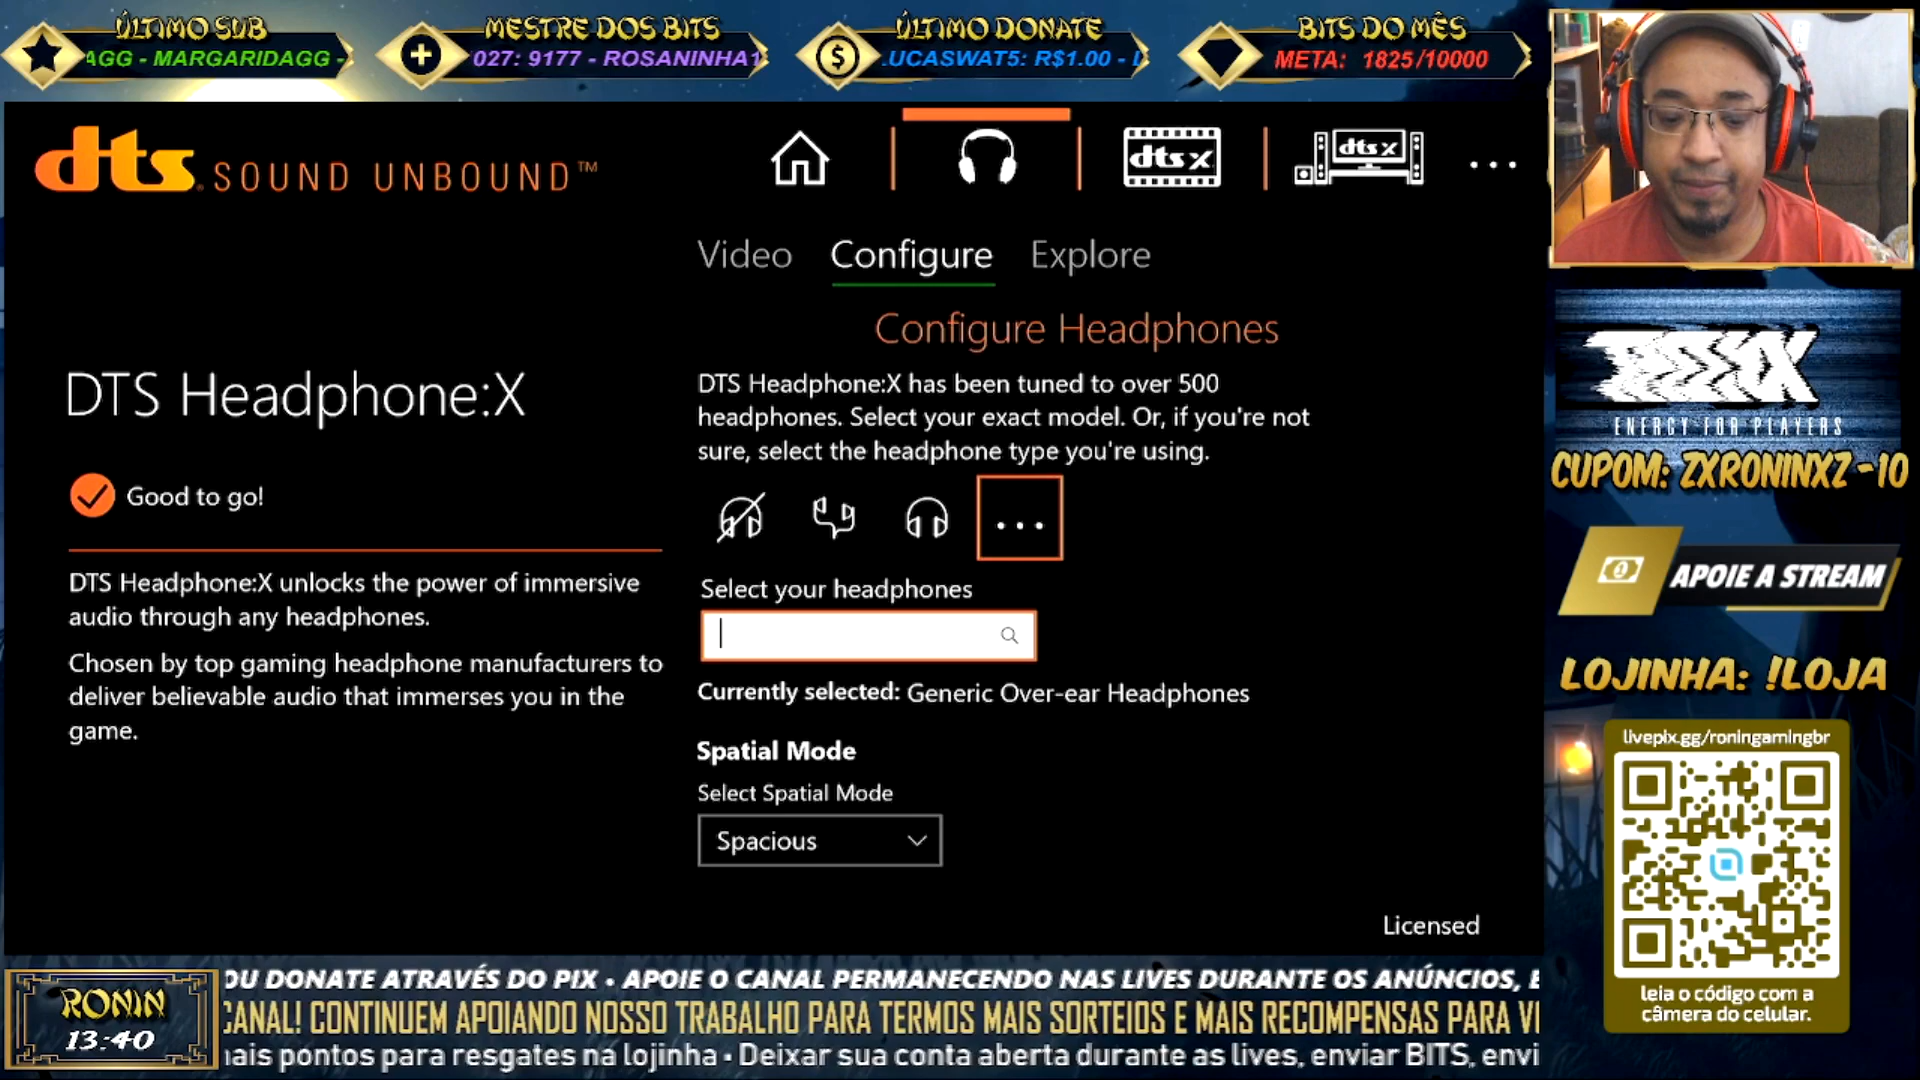 ÚLTIMO SUB
AGG - MARGARIDAGG -
MESTRE DOS BITS
027: 9177 - ROSANINHA1
ÚLTIMO DONATE
UCASWAT5: R$1.00 -
BITS DO MÊS
META: 1825/10000
dts SOUND UNBOUND™
dts x
dts x
...
Video Configure Explore
Configure Headphones
DTS Headphone:X has been tuned to over 500
headphones. Select your exact model. Or, if you're not
sure, select the headphone type you're using.
DTS Headphone:X
Good to go!
DTS Headphone:X unlocks the power of immersive
audio through any headphones.
Chosen by top gaming headphone manufacturers to
deliver believable audio that immerses you in the
game.
...
Select your headphones
Currently selected: Generic Over-ear Headphones
Spatial Mode
Select Spatial Mode
Spacious
Licensed
ENERGY FOR PLAYERS
CUPOM: ZXRONINXZ -10
APOIE A STREAM
LOJINHA: !LOJA
livepix.gg/roningamingbr
leia o código com a
câmera do celular.
RONIN
13:40
OU DONATE ATRAVÉS DO PIX • APOIE O CANAL PERMANECENDO NAS LIVES DURANTE OS ANÚNCIOS, E
CANAL! CONTINUEM APOIANDO NOSSO TRABALHO PARA TERMOS MAIS SORTEIOS E MAIS RECOMPENSAS PARA V
mais pontos para resgates na lojinha • Deixar sua conta aberta durante as lives, enviar BITS, envi